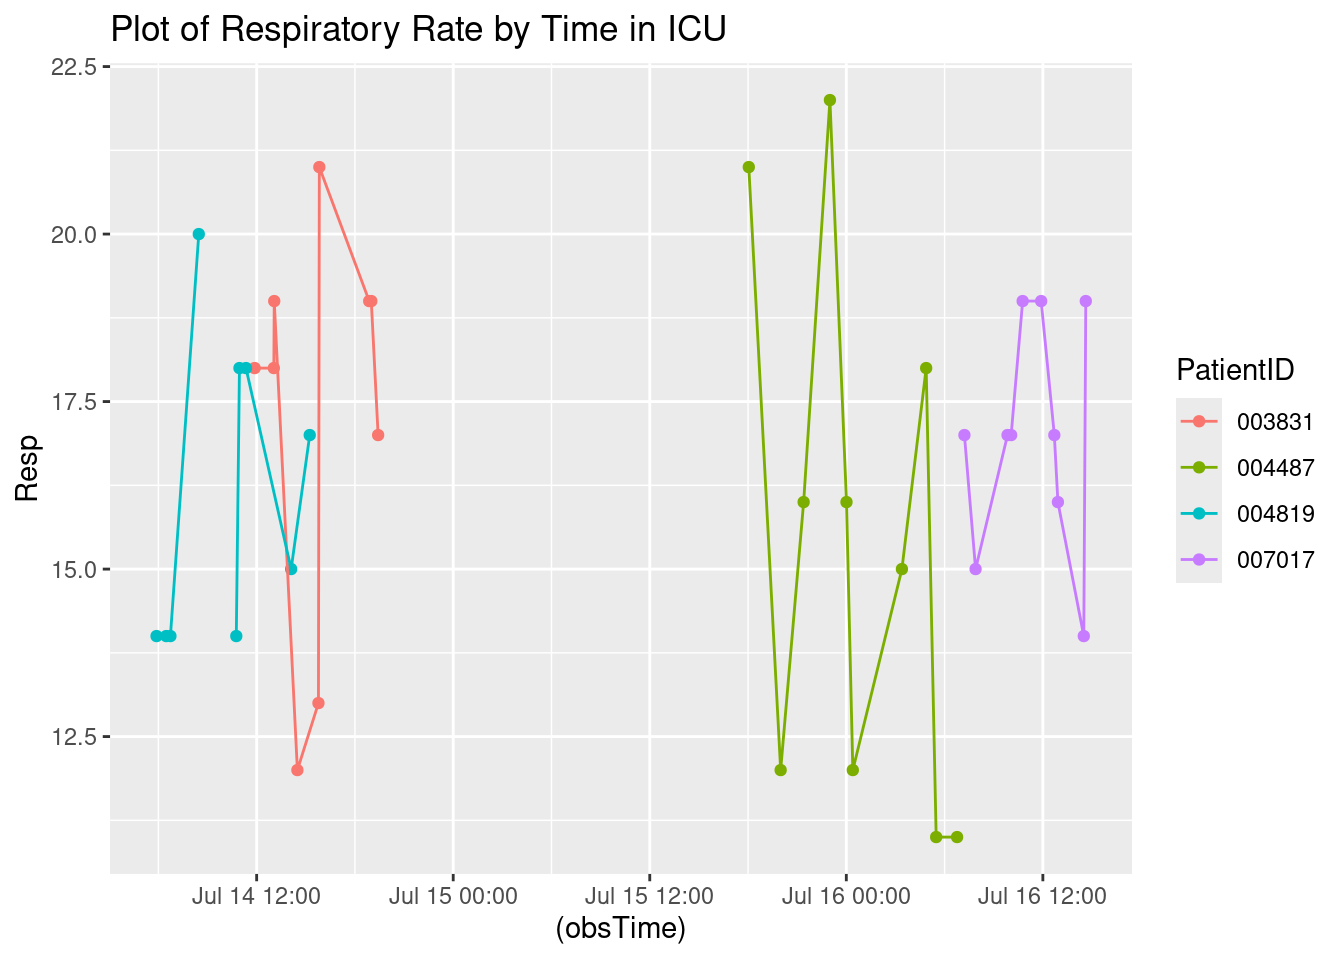 Plot of Respiratory Rate by Time in ICU
22.5
20.0
17.5
15.0
12.5
Resp
Jul 14 12:00
Jul 15 00:00
Jul 15 12:00
Jul 16 00:00
Jul 16 12:00
(obsTime)
PatientID
003831
004487
004819
007017